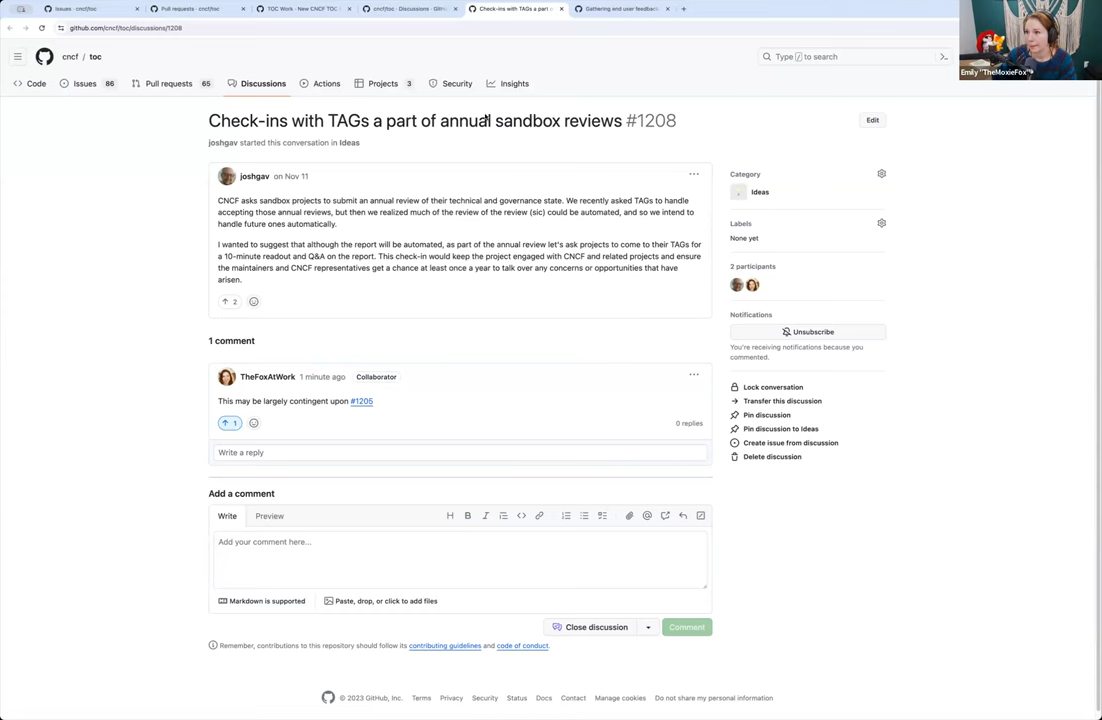 Issues · cncf/toc
Pull requests · cncf/toc
TOC Work · New CNCF TOC
cncf/toc · Discussions · GitHub
Check-ins with TAGs a part of
Gathering end user feedback
github.com/cncf/toc/discussions/1208
Emily "TheMoxieFox"
cncf / toc
Type / to search
Code
Issues 86
Pull requests 65
Discussions
Actions
Projects 3
Security
Insights
Check-ins with TAGs a part of annual sandbox reviews #1208
Edit
joshgav started this conversation in Ideas
joshgav on Nov 11
CNCF asks sandbox projects to submit an annual review of their technical and governance state. We recently asked TAGs to handle
accepting those annual reviews, but then we realized much of the review of the review (sic) could be automated, and so we intend to
handle future ones automatically.
I wanted to suggest that although the report will be automated, as part of the annual review let's ask projects to come to their TAGs for
a 10-minute readout and Q&A on the report. This check-in would keep the project engaged with CNCF and related projects and ensure
the maintainers and CNCF representatives get a chance at least once a year to talk over any concerns or opportunities that have
arisen.
2
1 comment
TheFoxAtWork 1 minute ago Collaborator
This may be largely contingent upon #1205
1
0 replies
Write a reply
Add a comment
Write
Preview
Add your comment here...
Markdown is supported
Paste, drop, or click to add files
Close discussion
Comment
Remember, contributions to this repository should follow its contributing guidelines and code of conduct.
Category
Ideas
Labels
None yet
2 participants
Notifications
Unsubscribe
You're receiving notifications because you
commented.
Lock conversation
Transfer this discussion
Pin discussion
Pin discussion to Ideas
Create issue from discussion
Delete discussion
© 2023 GitHub, Inc.
Terms
Privacy
Security
Status
Docs
Contact
Manage cookies
Do not share my personal information